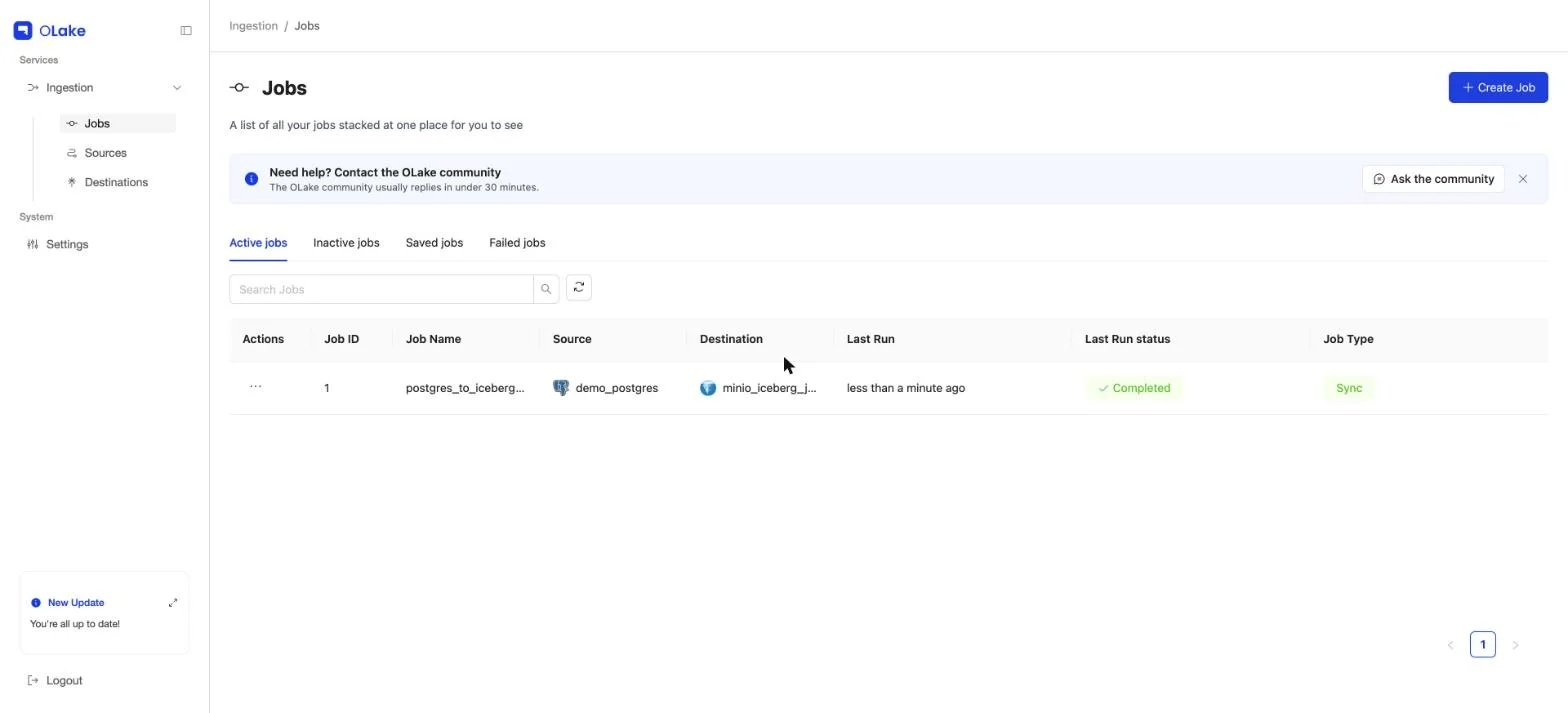 OLake
Ingestion / Jobs
Services
Ingestion
Jobs
Sources
Destinations
System
Settings
Jobs
+ Create Job
A list of all your jobs stacked at one place for you to see
Need help? Contact the OLake community
The OLake community usually replies in under 30 minutes.
Ask the community
Active jobs Inactive jobs Saved jobs Failed jobs
Search Jobs
Actions Job ID Job Name Source Destination Last Run Last Run status Job Type
... 1 postgres_to_iceberg... demo_postgres minio_iceberg_j... less than a minute ago Completed Sync
New Update
You're all up to date!
1
Logout